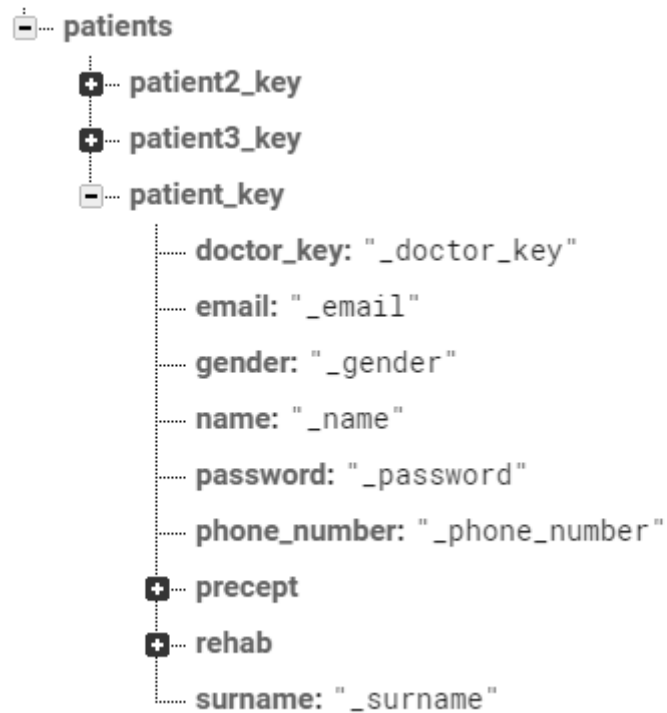 patients
patient2_key
patient3_key
patient_key
doctor_key: "_doctor_key"
email: "_email"
gender: "_gender"
name: "_name"
password: "_password"
phone_number: "_phone_number"
precept
rehab
surname: "_surname"